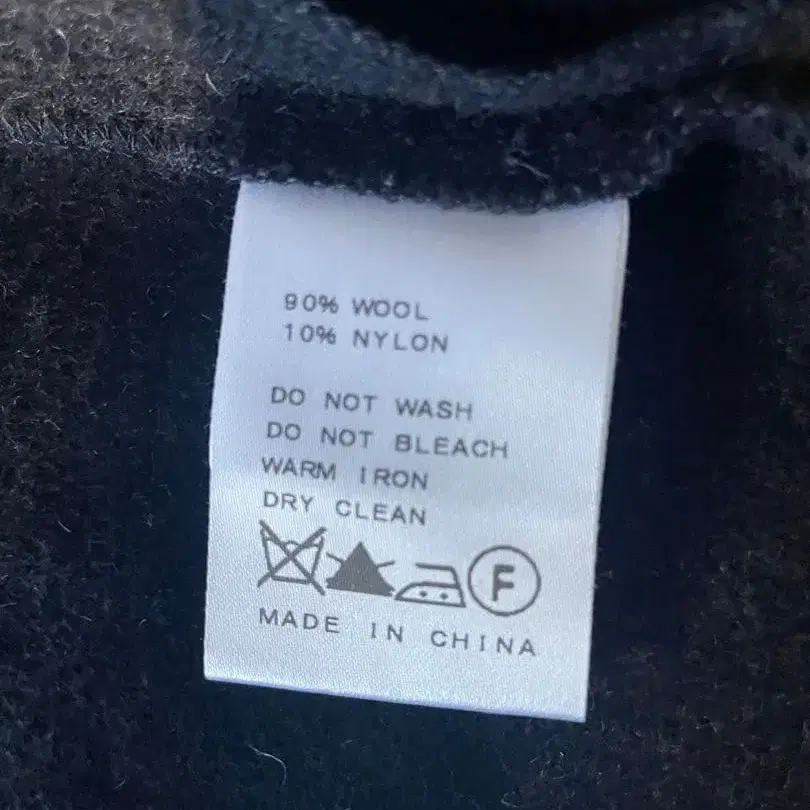 90% WOOL
10% NYLON
DO NOT WASH
DO NOT BLEACH
WARM IRON
DRY CLEAN
F
MADE IN CHINA